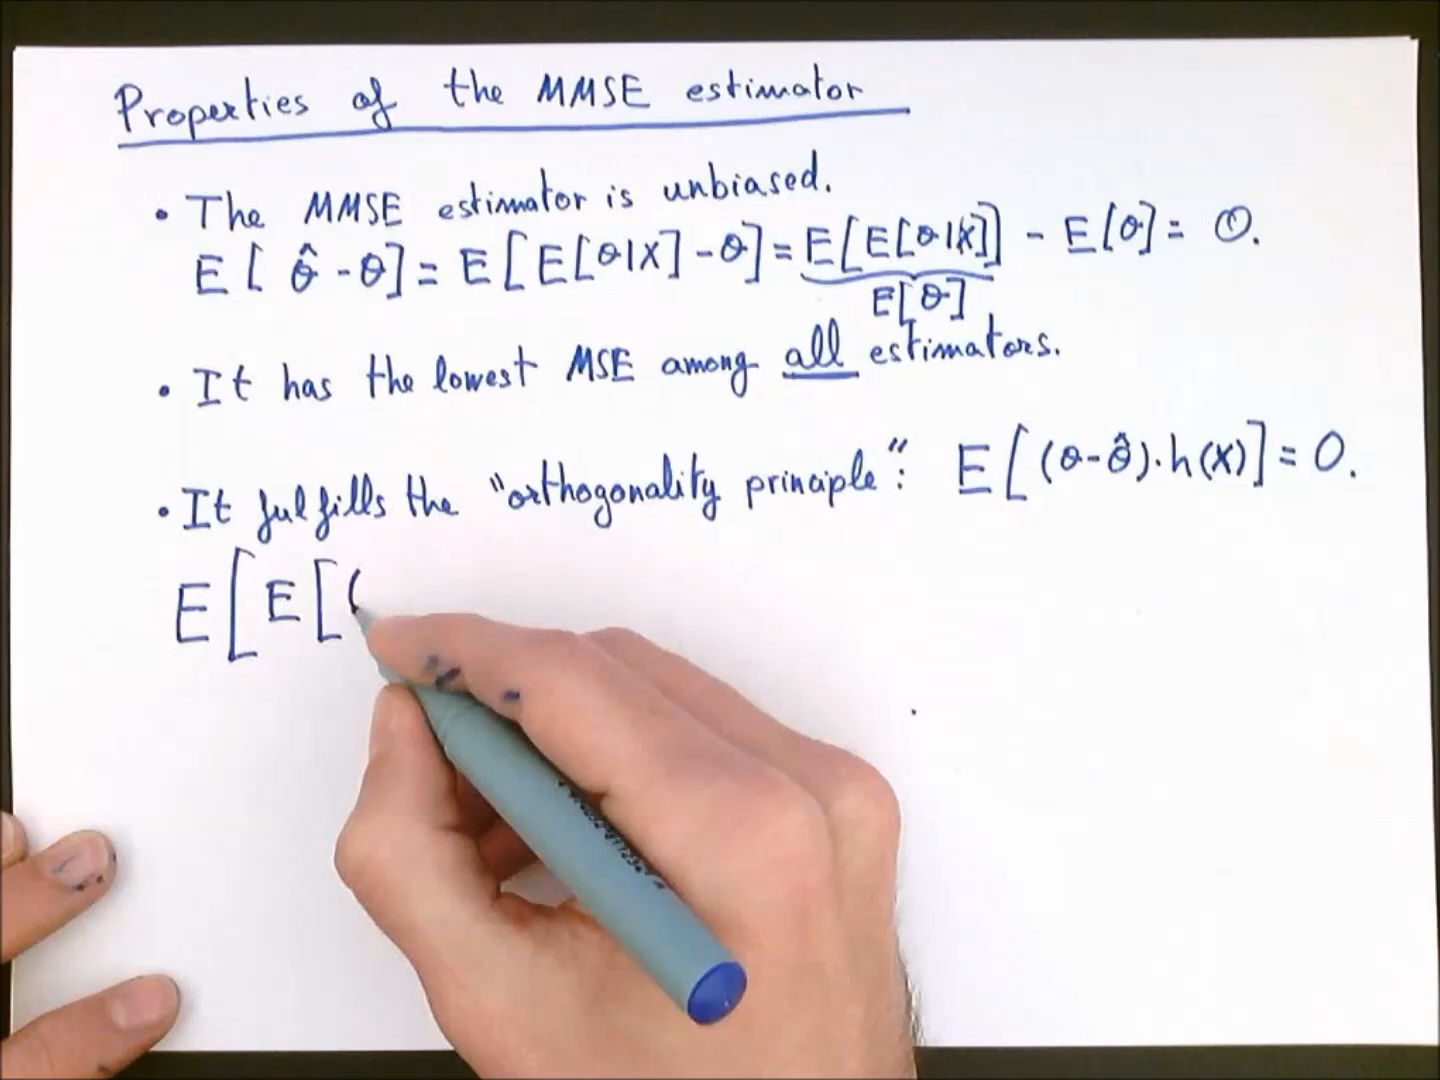 Properties of the MMSE estimator
• The MMSE estimator is unbiased.
E[ θ̂ - θ] = E[E[θ|X] - θ] = E[E[θ|X]] - E[θ] = 0.
E[θ]
• It has the lowest MSE among all estimators.
• It fulfills the "orthogonality principle": E[(θ-θ̂)·h(X)] = 0.
E[E[(